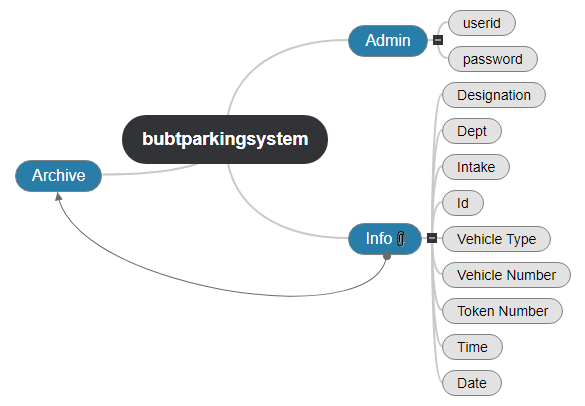 userid
Admin
password
Designation
bubtparkingsystem
Dept
Archive
Intake
Id
Info
Vehicle Type
Vehicle Number
Token Number
Time
Date